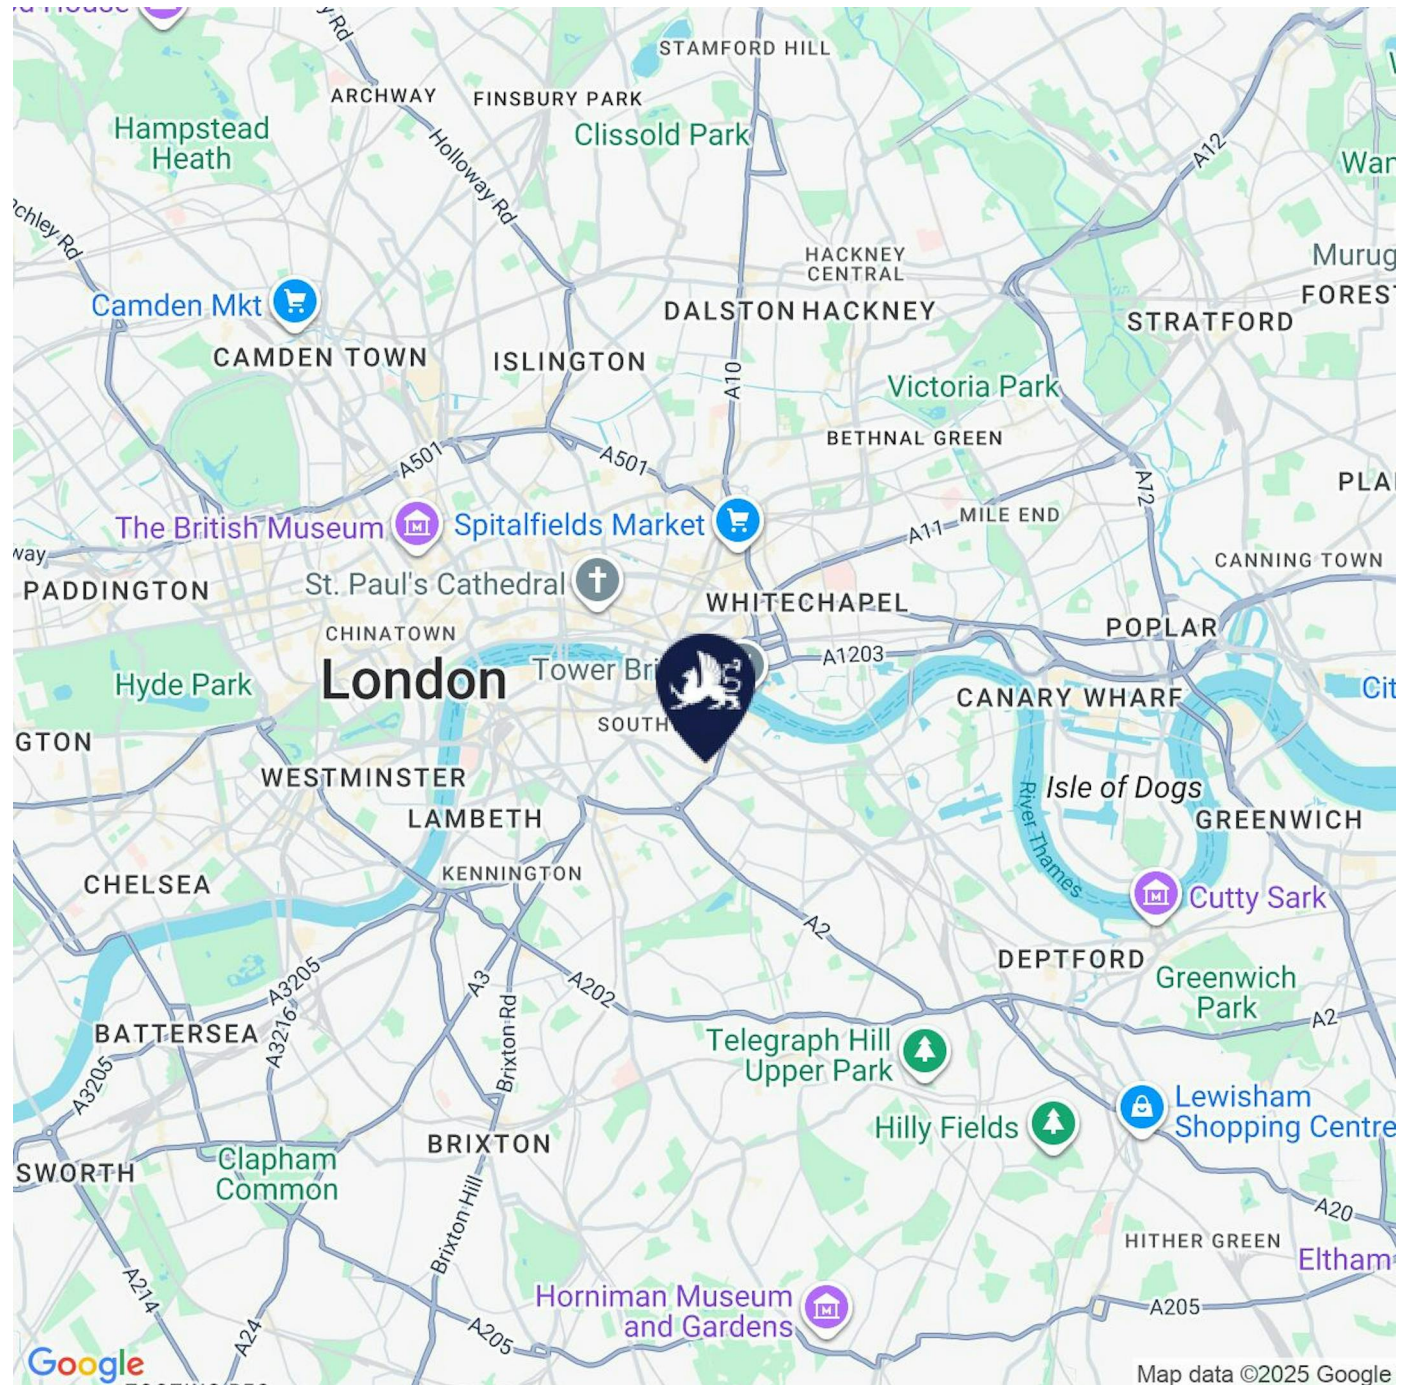 STAMFORD HILL
ARCHWAY
FINSBURY PARK
Hampstead
Heath
Clissold Park
Holloway Rd
A12
Camden Mkt
HACKNEY
CENTRAL
DALSTON
HACKNEY
STRATFORD
CAMDEN TOWN
ISLINGTON
A10
Victoria Park
BETHNAL GREEN
A501
A501
A12
The British Museum
Spitalfields Market
A11
MILE END
CANNING TOWN
PADDINGTON
St. Paul's Cathedral
WHITECHAPEL
POPLAR
CHINATOWN
A1203
London
Tower Bri
Hyde Park
CANARY WHARF
SOUTH
GTON
WESTMINSTER
Isle of Dogs
River Thames
LAMBETH
GREENWICH
KENNINGTON
CHELSEA
Cutty Sark
A2
DEPTFORD
Greenwich
Park
A3205
A3
A202
A2
BATTERSEA
A3216
Brixton Rd
Telegraph Hill
Upper Park
A3205
Lewisham
Shopping Centre
Hilly Fields
BRIXTON
SWORTH
Clapham
Common
Brixton Hill
A20
HITHER GREEN
Eltham
A214
Horniman Museum
and Gardens
A205
A24
A205
Google
Map data ©2025 Google